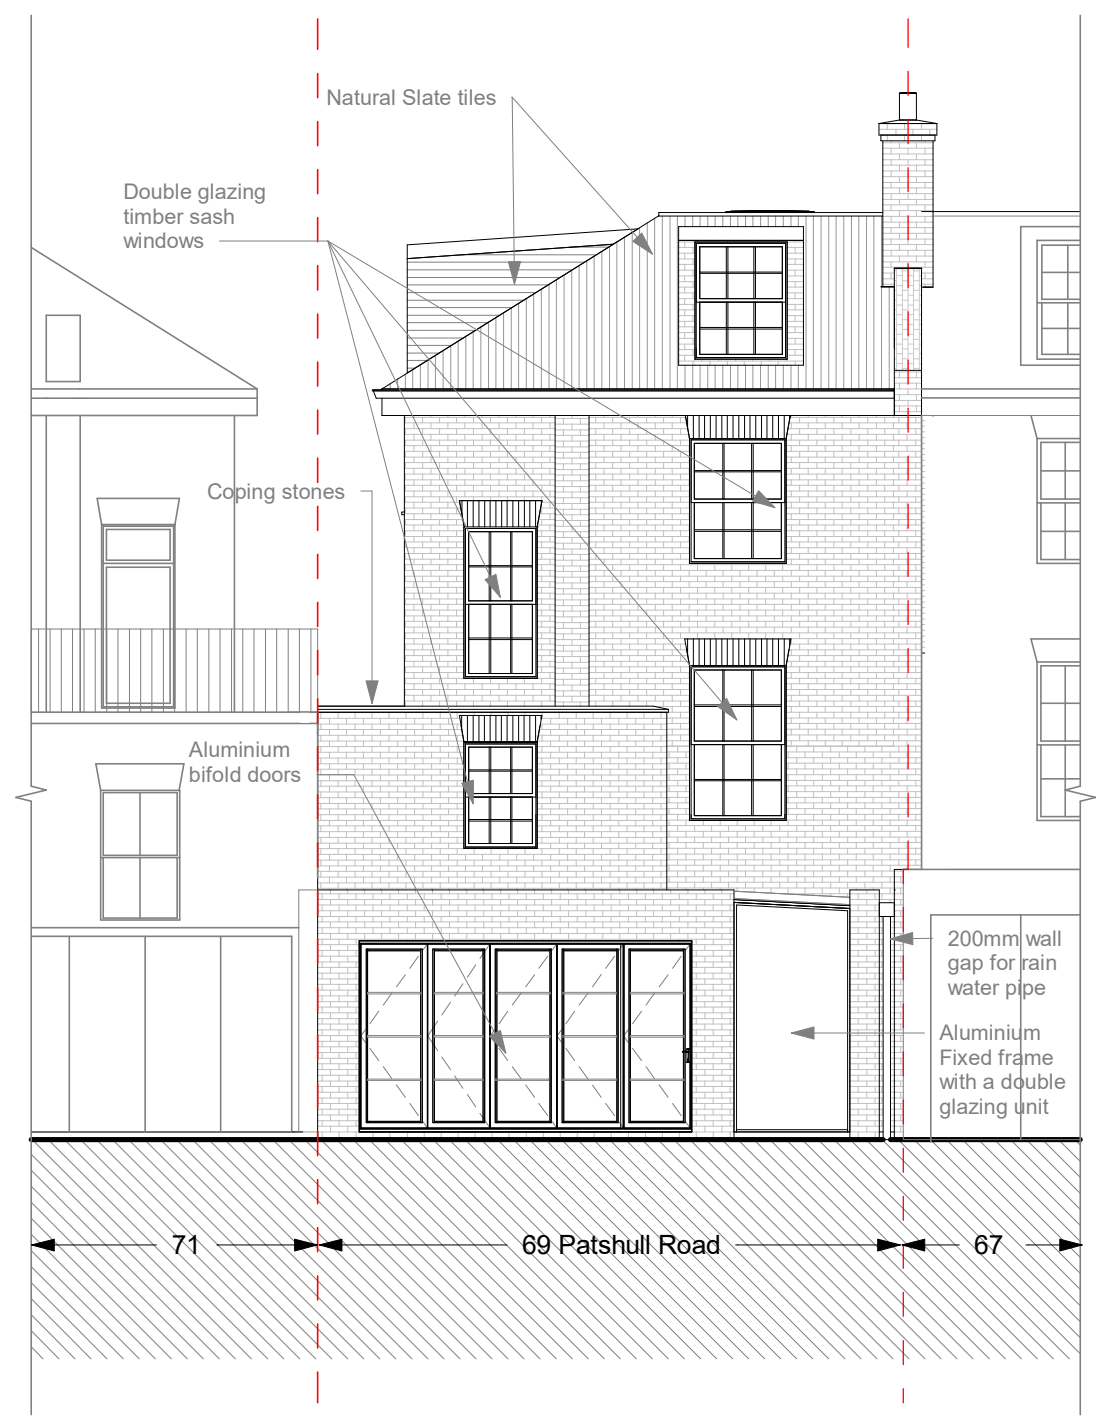 Natural Slate tiles
Double glazing
timber sash
windows
Coping stones
Aluminium
bifold doors
200mm wall
gap for rain
water pipe
Aluminium
Fixed frame
with a double
glazing unit
71
69 Patshull Road
67